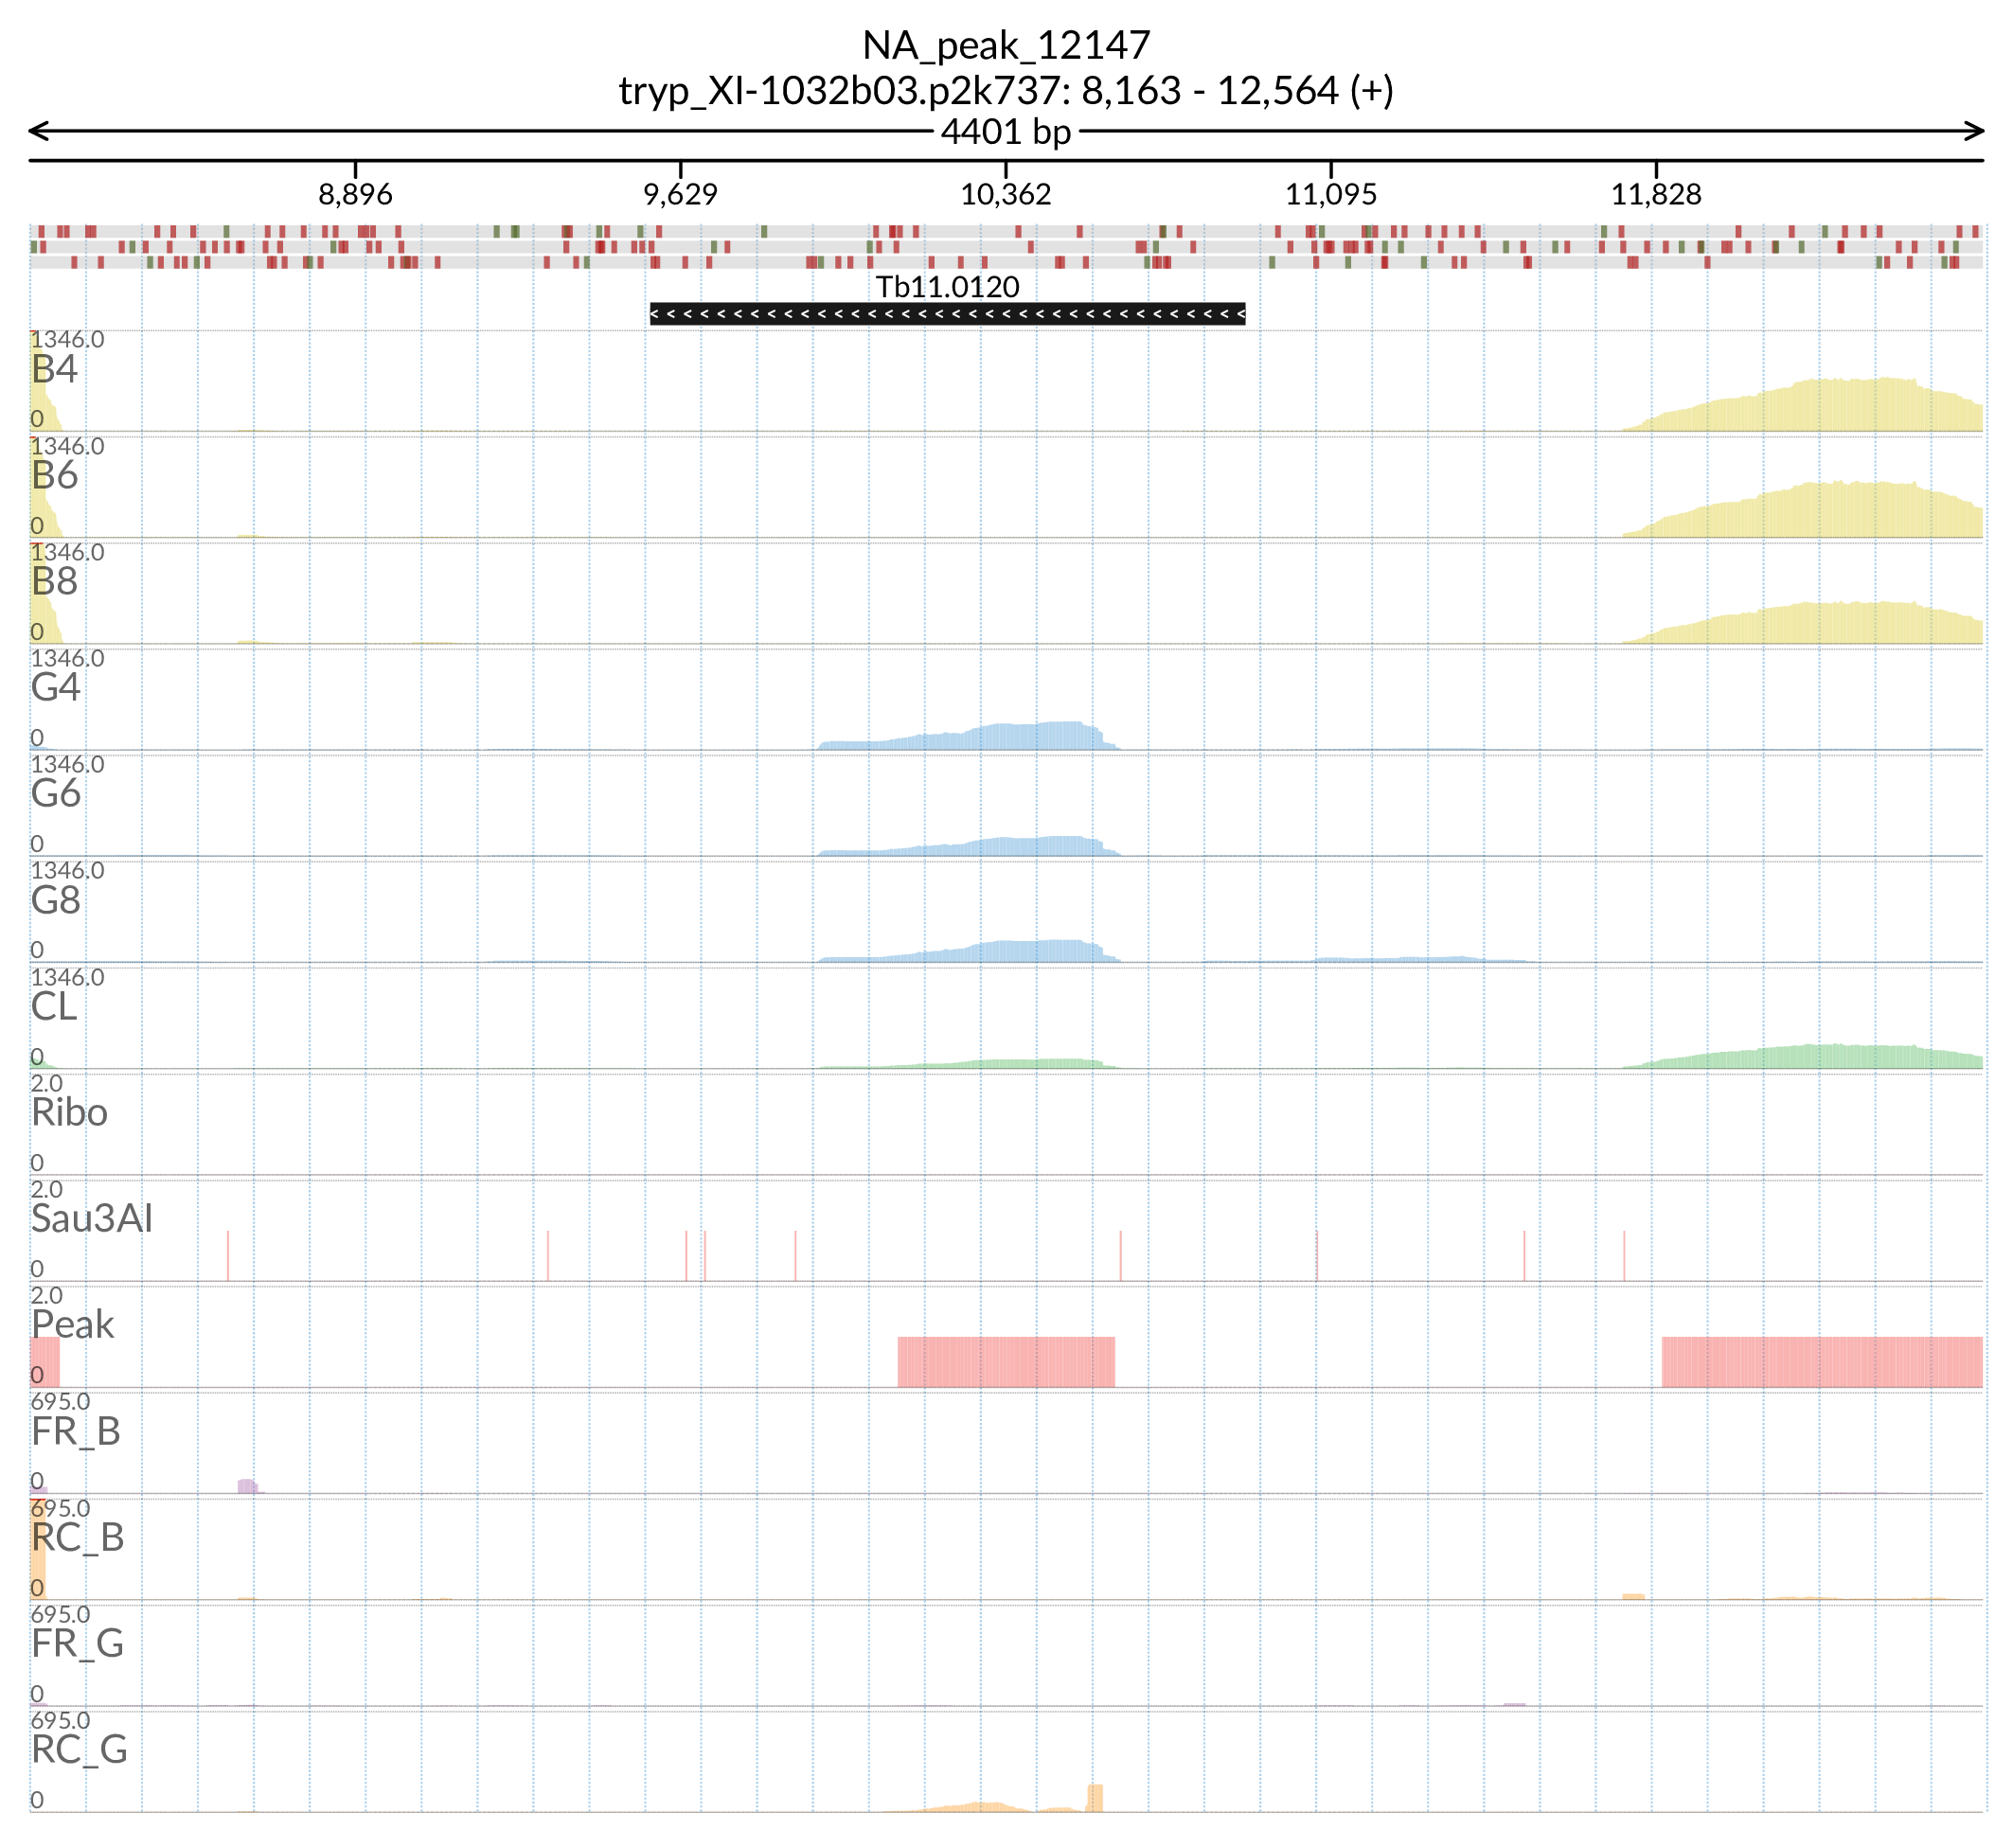 NA_peak_12147
tryp_XI-1032b03.p2k737: 8,163 - 12,564 (+)
4401 bp
8,896 9,629 10,362 11,095 11,828
Tb11.0120
1346.0
B4
0
1346.0
B6
0
1346.0
B8
0
1346.0
G4
0
1346.0
G6
0
1346.0
G8
0
1346.0
CL
0
2.0
Ribo
0
2.0
Sau3AI
0
2.0
Peak
0
695.0
FR_B
0
695.0
RC_B
0
695.0
FR_G
0
695.0
RC_G
0